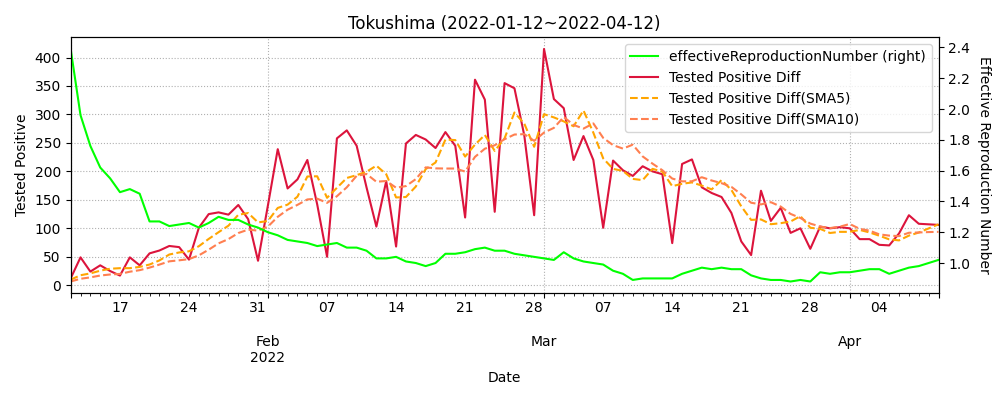 Tokushima (2022-01-12~2022-04-12)
effectiveReproductionNumber (right)
Tested Positive Diff
Tested Positive Diff(SMA5)
Tested Positive Diff(SMA10)
Tested Positive
400
350
300
250
200
150
100
50
0
2.4
2.2
2.0
1.8
1.6
1.4
1.2
1.0
Effective Reproduction Number
17 24 31 07 14 21 28 07 14 21 28 04
Feb Mar Apr
2022
Date